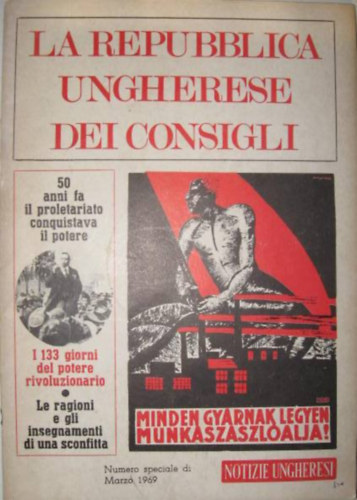 LA REPUBBLICA
UNGHERESE
DEI CONSIGLI
50
anni fa
il proletariato
conquistava
il potere
I 133 giorni
del potere
rivoluzionario
Le ragioni
e gli
insegnamenti
di una sconfitta
MINDEN GYÁRNAK LEGYEN
MUNKÁSZÁSZLÓALJA!
Numero speciale di
Marzo 1969
NOTIZIE UNGHERESI